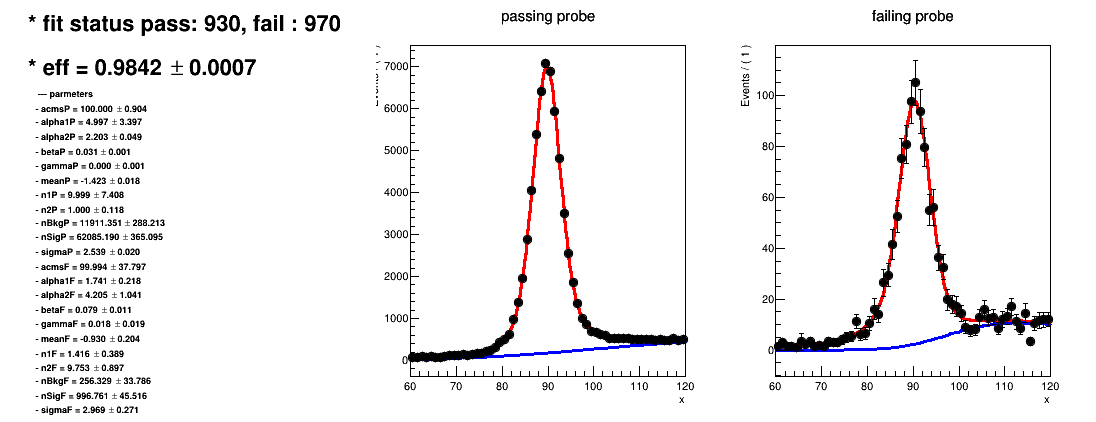 * fit status pass: 930, fail : 970
* eff = 0.9842 ± 0.0007
--- parmeters
- acmsP = 100.000 ± 0.904
- alpha1P = 4.997 ± 3.397
- alpha2P = 2.203 ± 0.049
- betaP = 0.031 ± 0.001
- gammaP = 0.000 ± 0.001
- meanP = -1.423 ± 0.018
- n1P = 9.999 ± 7.408
- n2P = 1.000 ± 0.118
- nBkgP = 11911.351 ± 288.213
- nSigP = 62085.190 ± 365.095
- sigmaP = 2.539 ± 0.020
- acmsF = 99.994 ± 37.797
- alpha1F = 1.741 ± 0.218
- alpha2F = 4.205 ± 1.041
- betaF = 0.079 ± 0.011
- gammaF = 0.018 ± 0.019
- meanF = -0.930 ± 0.204
- n1F = 1.416 ± 0.389
- n2F = 9.753 ± 0.897
- nBkgF = 256.329 ± 33.786
- nSigF = 996.761 ± 45.516
- sigmaF = 2.969 ± 0.271
passing probe
7000
6000
5000
4000
3000
2000
1000
0
60 70 80 90 100 110 120
x
failing probe
Events / ( 1 )
100
80
60
40
20
0
60 70 80 90 100 110 120
x